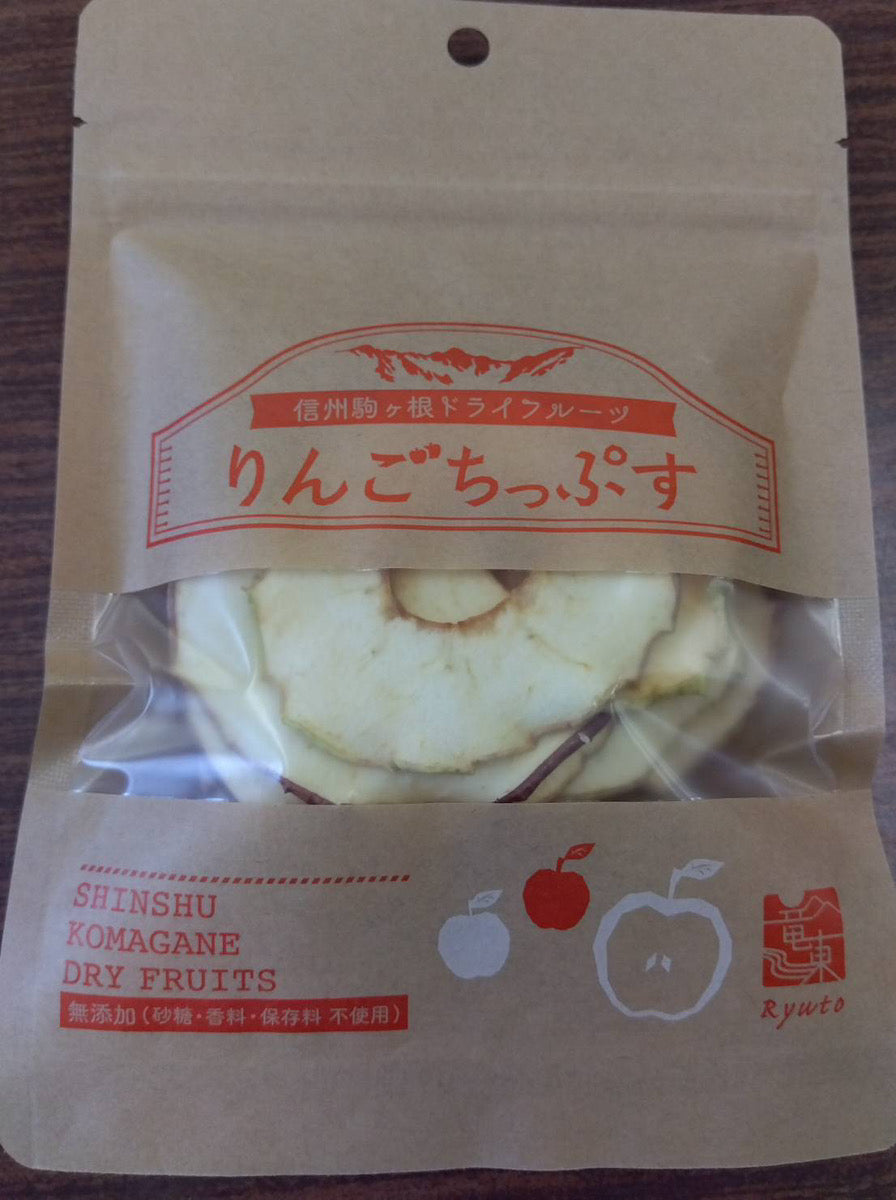 信州駒ヶ根ドライフルーツ
りんごちっぷす
SHINSHU
KOMAGANE
DRY FRUITS
無添加(砂糖・香料・保存料 不使用)
竜東
Ryuto